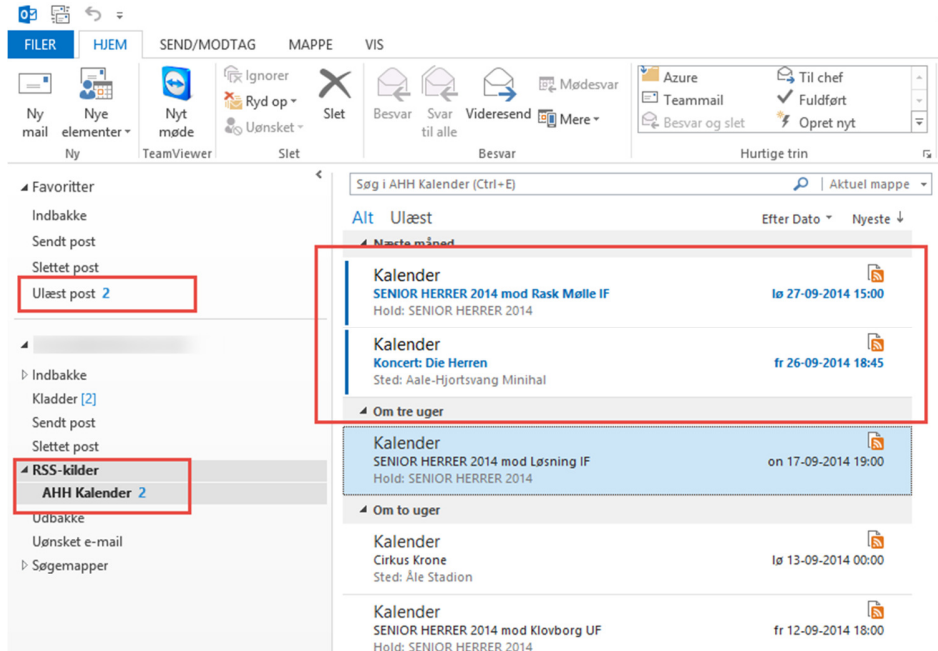 FILER HJEM SEND/MODTAG MAPPE VIS
Ny mail
Nye elementer
Ny
Nyt møde
TeamViewer
Ignorer
Ryd op
Uønsket
Slet
Slet
Besvar
Svar til alle
Videresend
Mødesvar
Mere
Besvar
Azure
Teammail
Besvar og slet
Til chef
Fuldført
Opret nyt
Hurtige trin
Favoritter
Indbakke
Sendt post
Slettet post
Ulæst post 2
Indbakke
Kladder [2]
Sendt post
Slettet post
RSS-kilder
AHH Kalender 2
Udbakke
Uønsket e-mail
Søgemapper
Søg i AHH Kalender (Ctrl+E) Aktuel mappe
Alt Ulæst Efter Dato Nyeste
Næste måned
Kalender
SENIOR HERRER 2014 mod Rask Mølle IF lø 27-09-2014 15:00
Hold: SENIOR HERRER 2014
Kalender
Koncert: Die Herren fr 26-09-2014 18:45
Sted: Aale-Hjortsvang Minihal
Om tre uger
Kalender
SENIOR HERRER 2014 mod Løsning IF on 17-09-2014 19:00
Hold: SENIOR HERRER 2014
Om to uger
Kalender
Cirkus Krone lø 13-09-2014 00:00
Sted: Åle Stadion
Kalender
SENIOR HERRER 2014 mod Klovborg UF fr 12-09-2014 18:00
Hold: SENIOR HERRER 2014